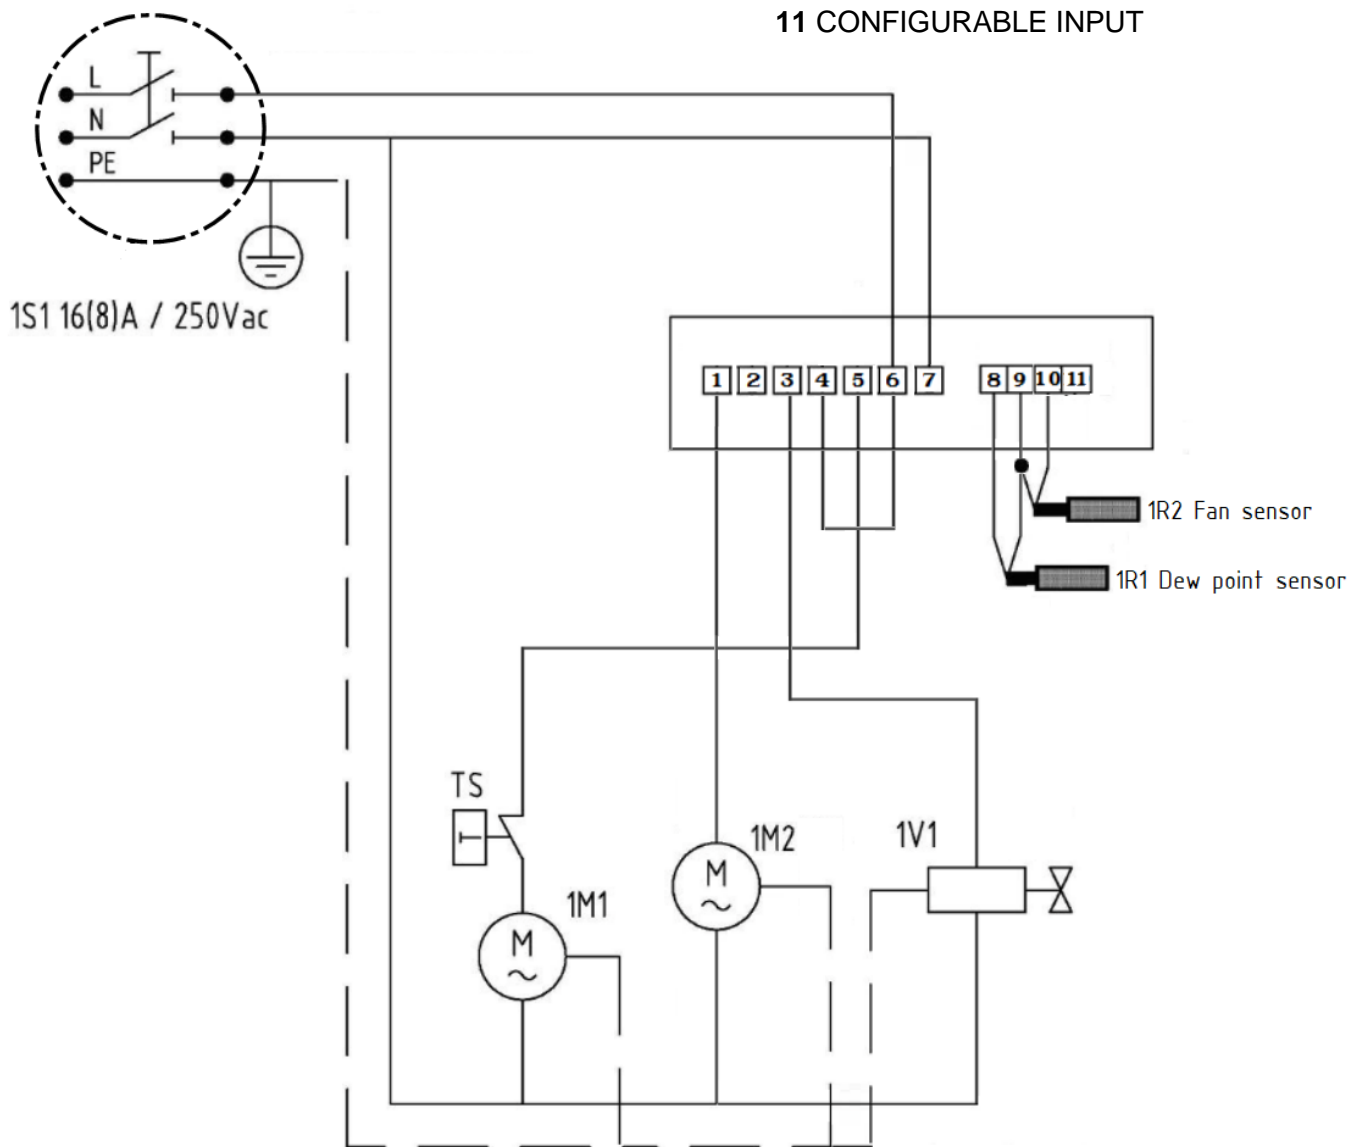 11 CONFIGURABLE INPUT
L
N
PE
1S1 16(8)A / 250Vac
1 2 3 4 5 6 7 8 9 10 11
1R2 Fan sensor
1R1 Dew point sensor
TS
1M2
1V1
M
1M1
M